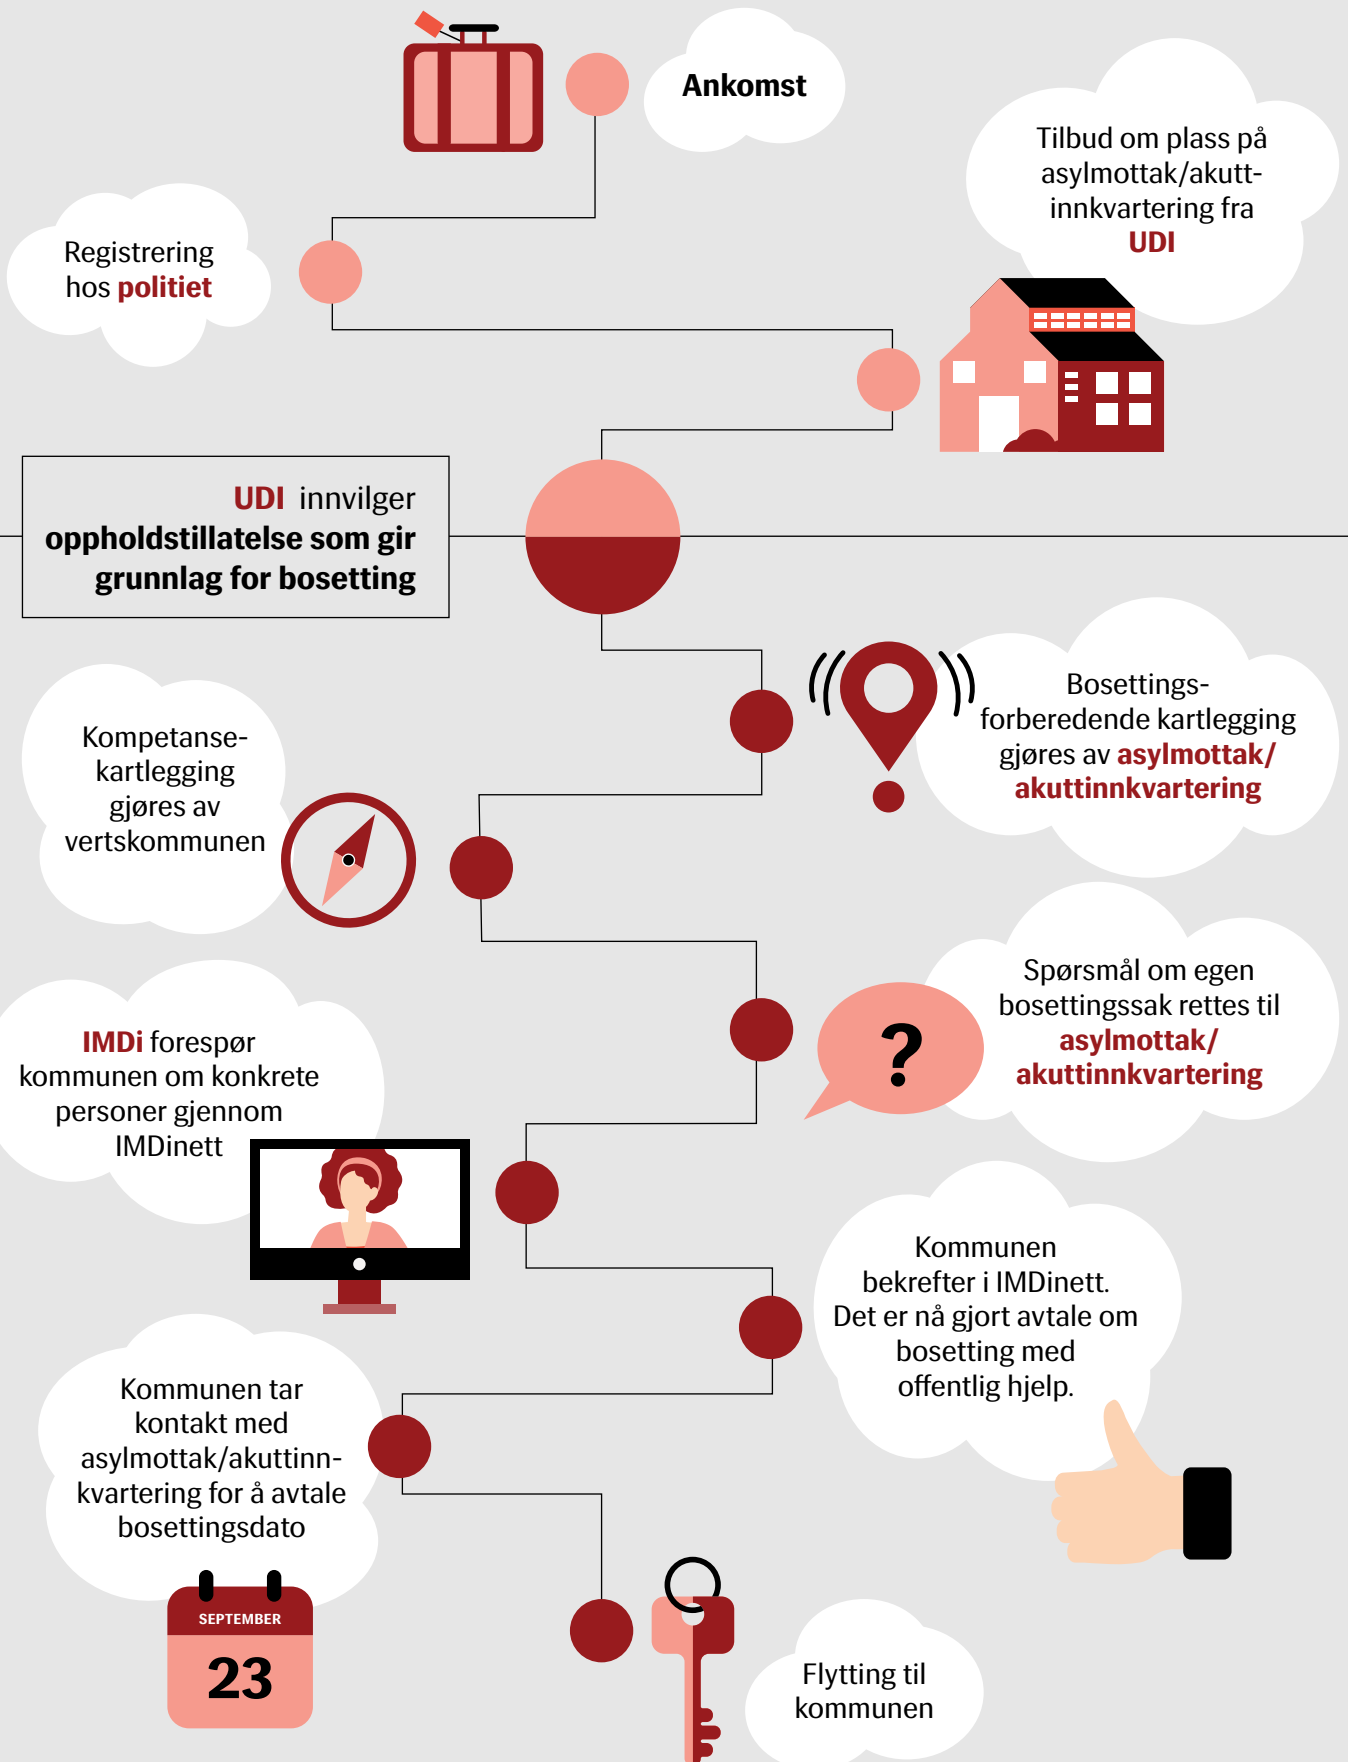 Ankomst
Registrering
hos politiet
Tilbud om plass på
asylmottak/akutt-
innkvartering fra
UDI
UDI innvilger
oppholdstillatelse som gir
grunnlag for bosetting
Bosettings-
forberedende kartlegging
gjøres av asylmottak/
akuttinnkvartering
Kompetanse-
kartlegging
gjøres av
vertskommunen
Spørsmål om egen
bosettingssak rettes til
asylmottak/
akuttinnkvartering
?
IMDi forespør
kommunen om konkrete
personer gjennom
IMDinett
Kommunen
bekrefter i IMDinett.
Det er nå gjort avtale om
bosetting med
offentlig hjelp.
Kommunen tar
kontakt med
asylmottak/akuttinn-
kvartering for å avtale
bosettingsdato
SEPTEMBER
23
Flytting til
kommunen